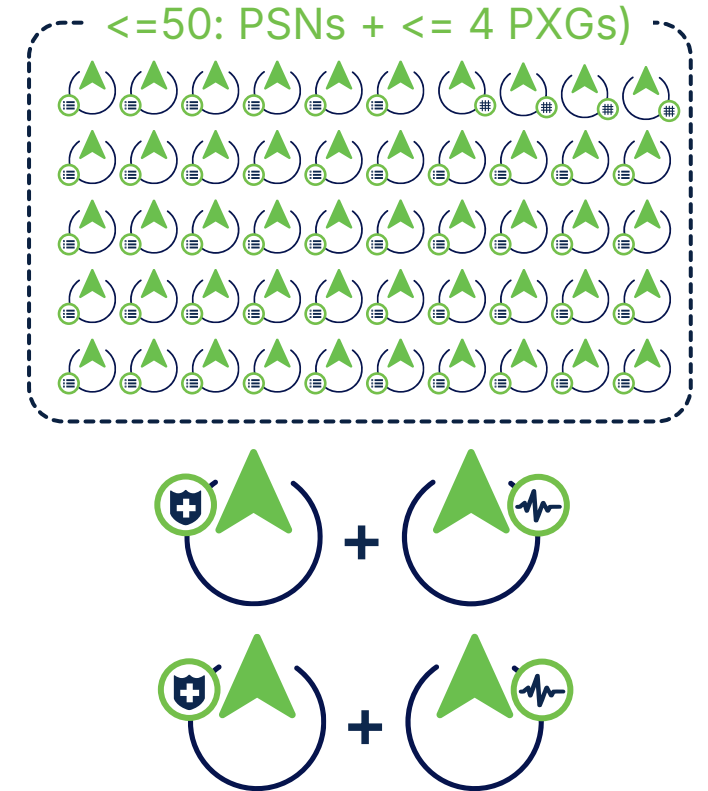 <=50: PSNs + <= 4 PXGs)
+
+